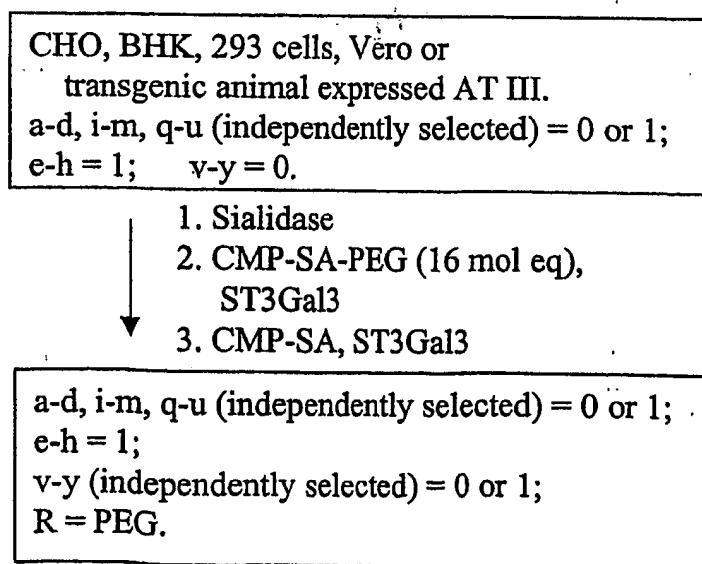 CHO, BHK, 293 cells, Vero or
transgenic animal expressed AT III.
a-d, i-m, q-u (independently selected) = 0 or 1;
e-h = 1; v-y = 0.
1. Sialidase
2. CMP-SA-PEG (16 mol eq),
ST3Gal3
3. CMP-SA, ST3Gal3
a-d, i-m, q-u (independently selected) = 0 or 1;
e-h = 1;
v-y (independently selected) = 0 or 1;
R = PEG.